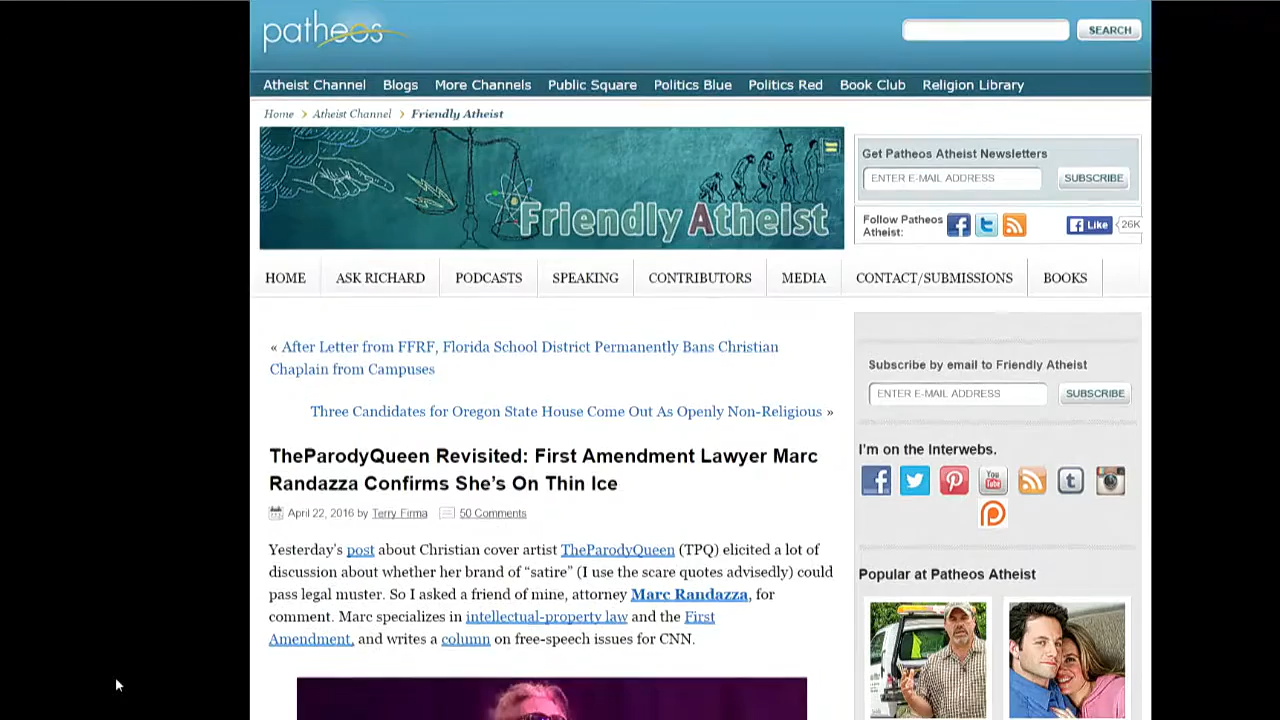 patheos
SEARCH
Atheist Channel Blogs More Channels Public Square Politics Blue Politics Red Book Club Religion Library
Home Atheist Channel Friendly Atheist
Friendly Atheist
Get Patheos Atheist Newsletters
ENTER E-MAIL ADDRESS SUBSCRIBE
Follow Patheos
Atheist:
Like 26K
HOME ASK RICHARD PODCASTS SPEAKING CONTRIBUTORS MEDIA CONTACT/SUBMISSIONS BOOKS
« After Letter from FFRF, Florida School District Permanently Bans Christian
Chaplain from Campuses
Three Candidates for Oregon State House Come Out As Openly Non-Religious »
TheParodyQueen Revisited: First Amendment Lawyer Marc
Randazza Confirms She's On Thin Ice
April 22, 2016 by Terry Firma 50 Comments
Yesterday's post about Christian cover artist TheParodyQueen (TPQ) elicited a lot of
discussion about whether her brand of “satire” (I use the scare quotes advisedly) could
pass legal muster. So I asked a friend of mine, attorney Marc Randazza, for
comment. Marc specializes in intellectual-property law and the First
Amendment, and writes a column on free-speech issues for CNN.
Subscribe by email to Friendly Atheist
ENTER E-MAIL ADDRESS SUBSCRIBE
I'm on the Interwebs.
You
Tube
Popular at Patheos Atheist